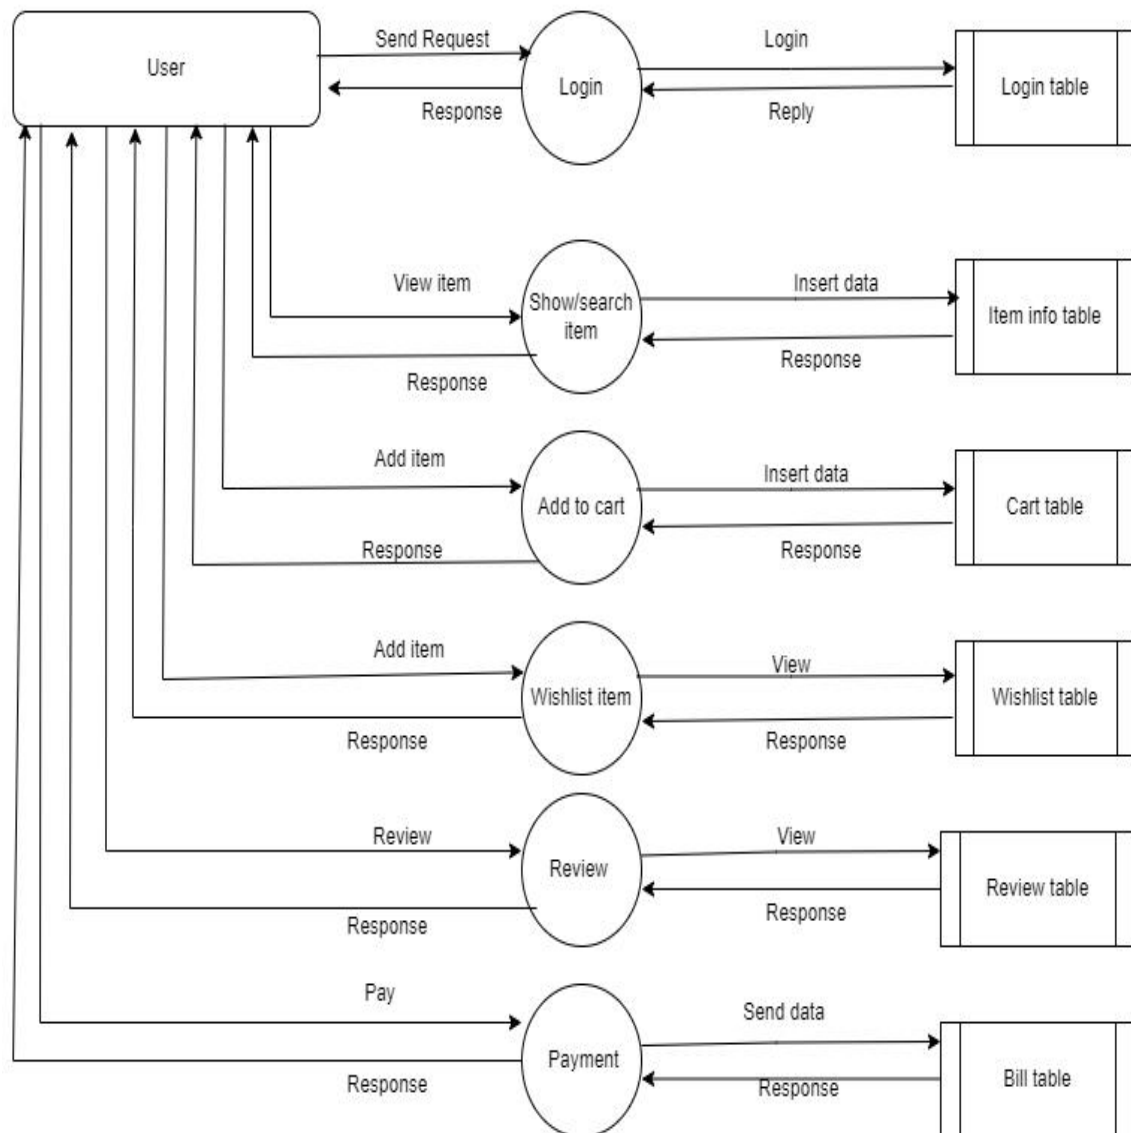 Send Request
Login
User
Login
Login table
Response
Reply
View item
Insert data
Show/search
item
Item info table
Response
Response
Add item
Insert data
Add to cart
Cart table
Response
Response
Add item
View
Wishlist item
Wishlist table
Response
Response
Review
View
Review
Review table
Response
Response
Pay
Send data
Payment
Bill table
Response
Response